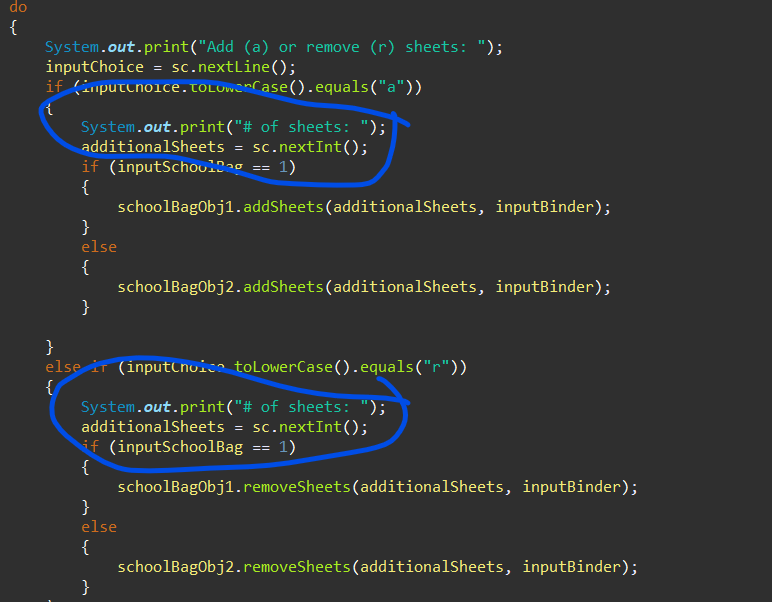 do
{
System.out.print("Add (a) or remove (r) sheets: ");
inputChoice = sc.nextLine();
if (inputChoice.toLowerCase().equals("a"))
{
System.out.print("# of sheets: ");
additionalSheets = sc.nextInt();
if (inputSchoolBag == 1)
{
schoolBagObj1.addSheets(additionalSheets, inputBinder);
}
else
{
schoolBagObj2.addSheets(additionalSheets, inputBinder);
}
}
else if (inputChoice.toLowerCase().equals("r"))
{
System.out.print("# of sheets: ");
additionalSheets = sc.nextInt();
if (inputSchoolBag == 1)
{
schoolBagObj1.removeSheets(additionalSheets, inputBinder);
}
else
{
schoolBagObj2.removeSheets(additionalSheets, inputBinder);
}